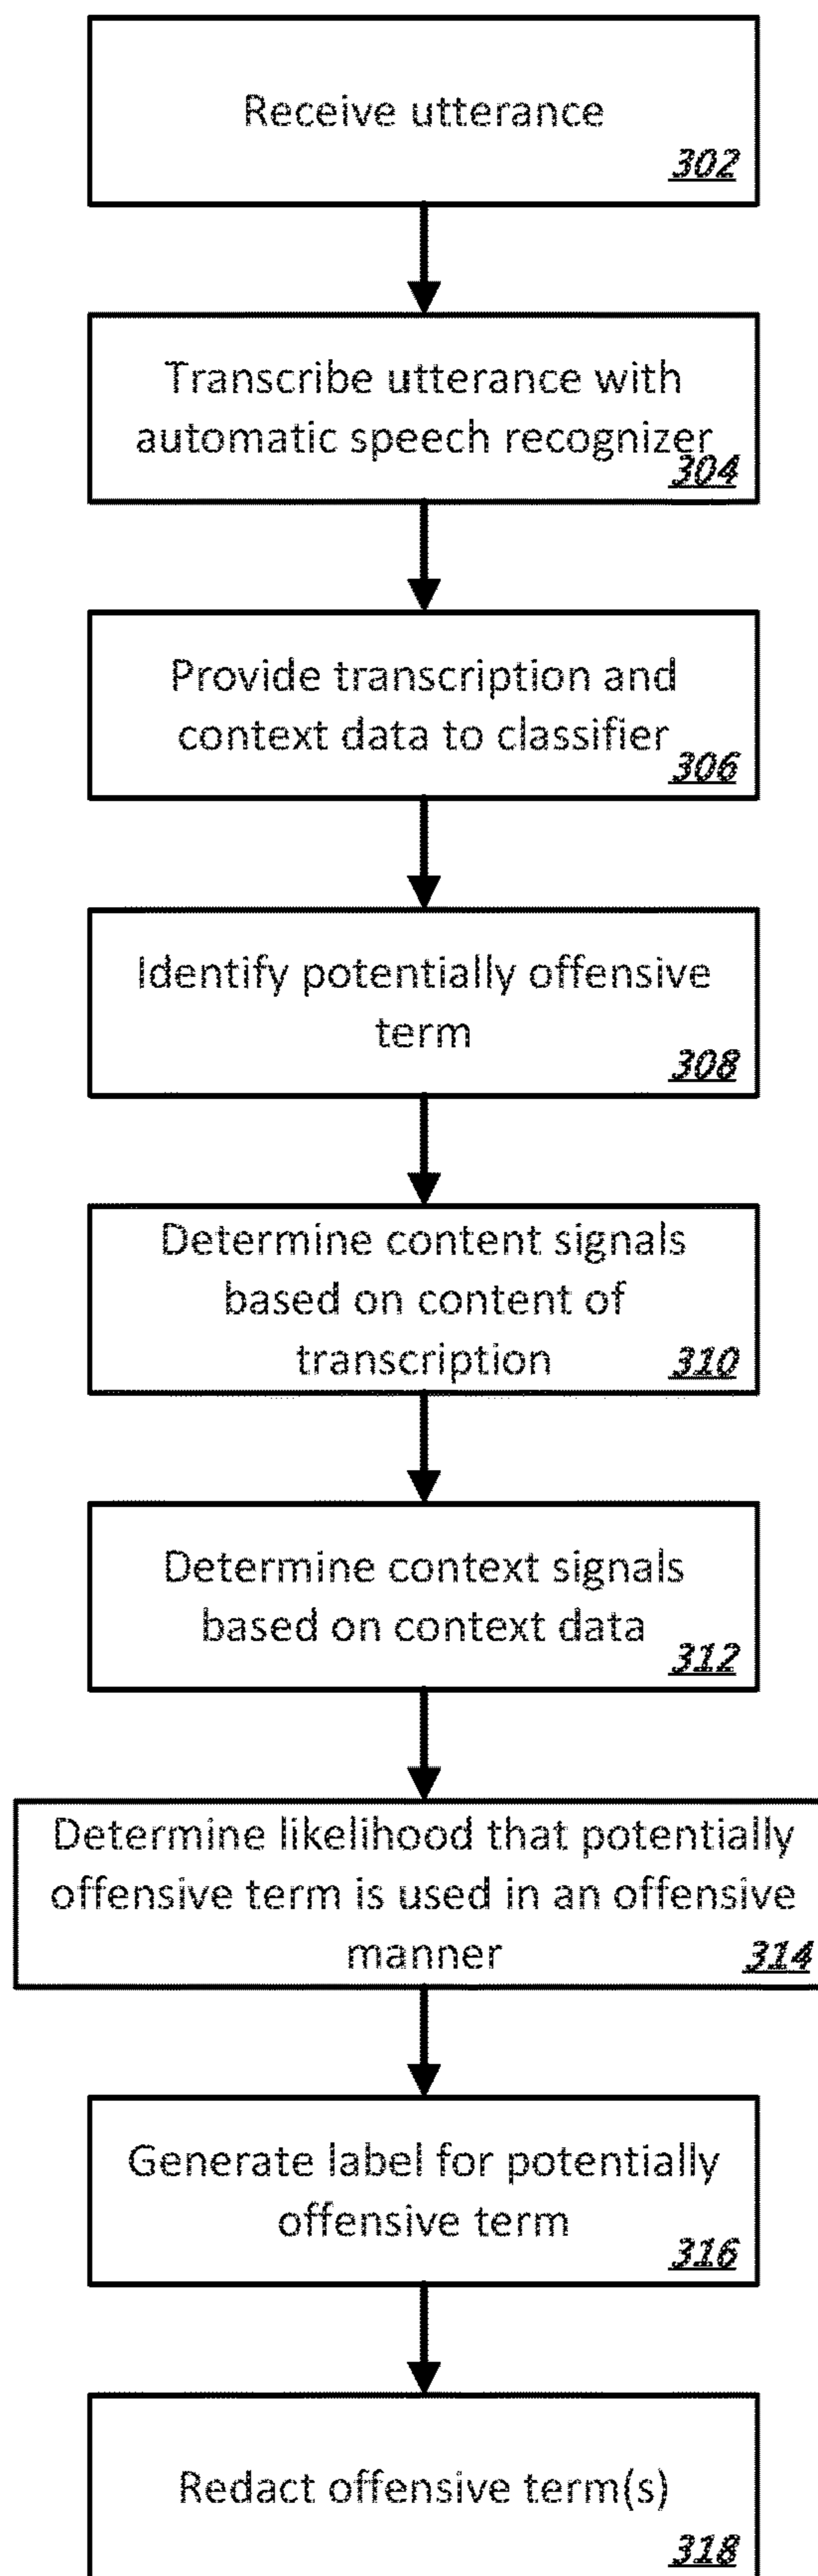 Receive utterance
302
Transcribe utterance with
automatic speech recognizer
304
Provide transcription and
context data to classifier
306
Identify potentially offensive
term
308
Determine content signals
based on content of
transcription
310
Determine context signals
based on context data
312
Determine likelihood that potentially
offensive term is used in an offensive
manner
314
Generate label for potentially
offensive term
316
Redact offensive term(s)
318